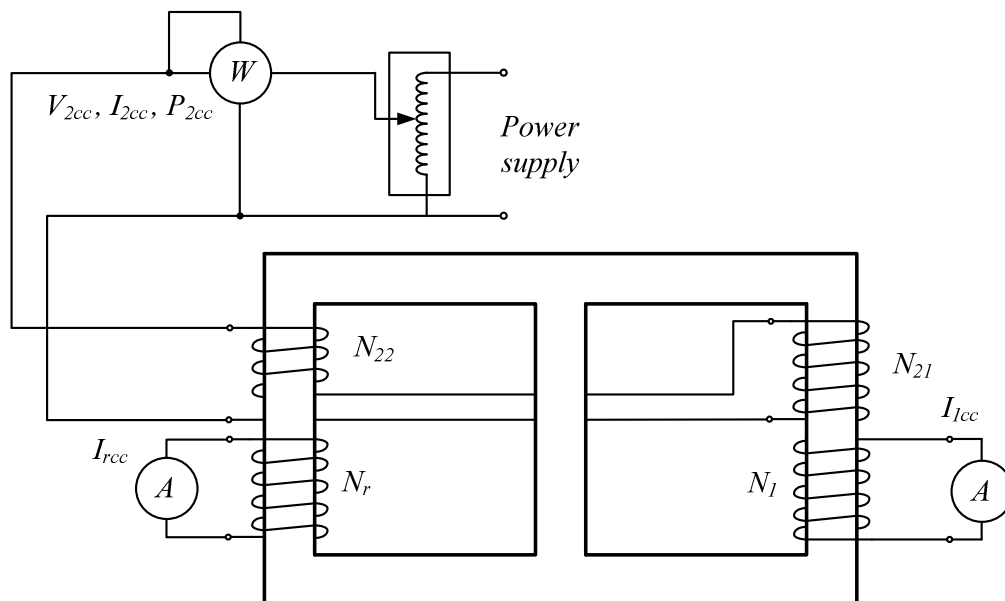 W
V2cc, I2cc, P2cc
Power
supply
N22
N21
I1cc
Ircc
A
Nr
N1
A